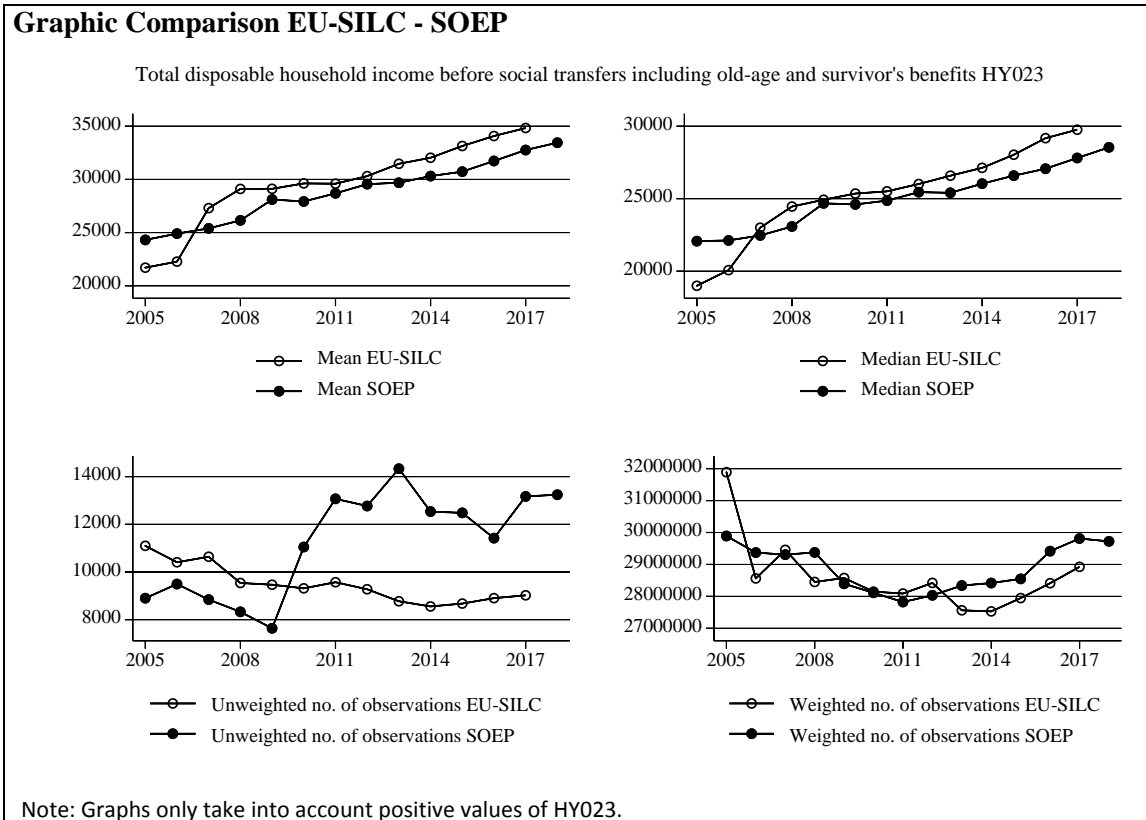 Graphic Comparison EU-SILC - SOEP
Total disposable household income before social transfers including old-age and survivor's benefits HY023
35000
30000
25000
20000
2005 2008 2011 2014 2017
Mean EU-SILC
Mean SOEP
30000
25000
20000
2005 2008 2011 2014 2017
Median EU-SILC
Median SOEP
14000
12000
10000
8000
2005 2008 2011 2014 2017
Unweighted no. of observations EU-SILC
Unweighted no. of observations SOEP
32000000
31000000
30000000
29000000
28000000
27000000
2005 2008 2011 2014 2017
Weighted no. of observations EU-SILC
Weighted no. of observations SOEP
Note: Graphs only take into account positive values of HY023.